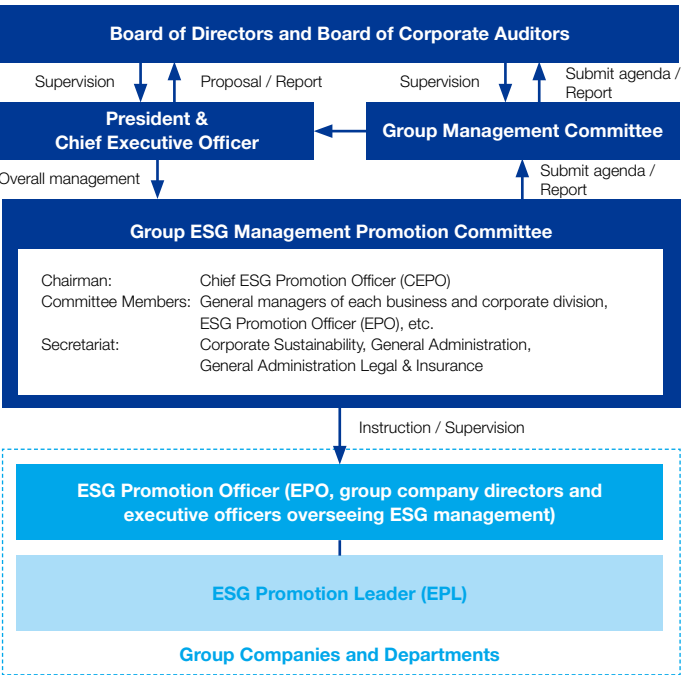 Board of Directors and Board of Corporate Auditors
Supervision
Proposal / Report
Supervision
Submit agenda /
Report
President &
Chief Executive Officer
Group Management Committee
Overall management
Submit agenda /
Report
Group ESG Management Promotion Committee
Chairman: Chief ESG Promotion Officer (CEPO)
Committee Members: General managers of each business and corporate division,
ESG Promotion Officer (EPO), etc.
Secretariat: Corporate Sustainability, General Administration,
General Administration Legal & Insurance
Instruction / Supervision
ESG Promotion Officer (EPO, group company directors and
executive officers overseeing ESG management)
ESG Promotion Leader (EPL)
Group Companies and Departments